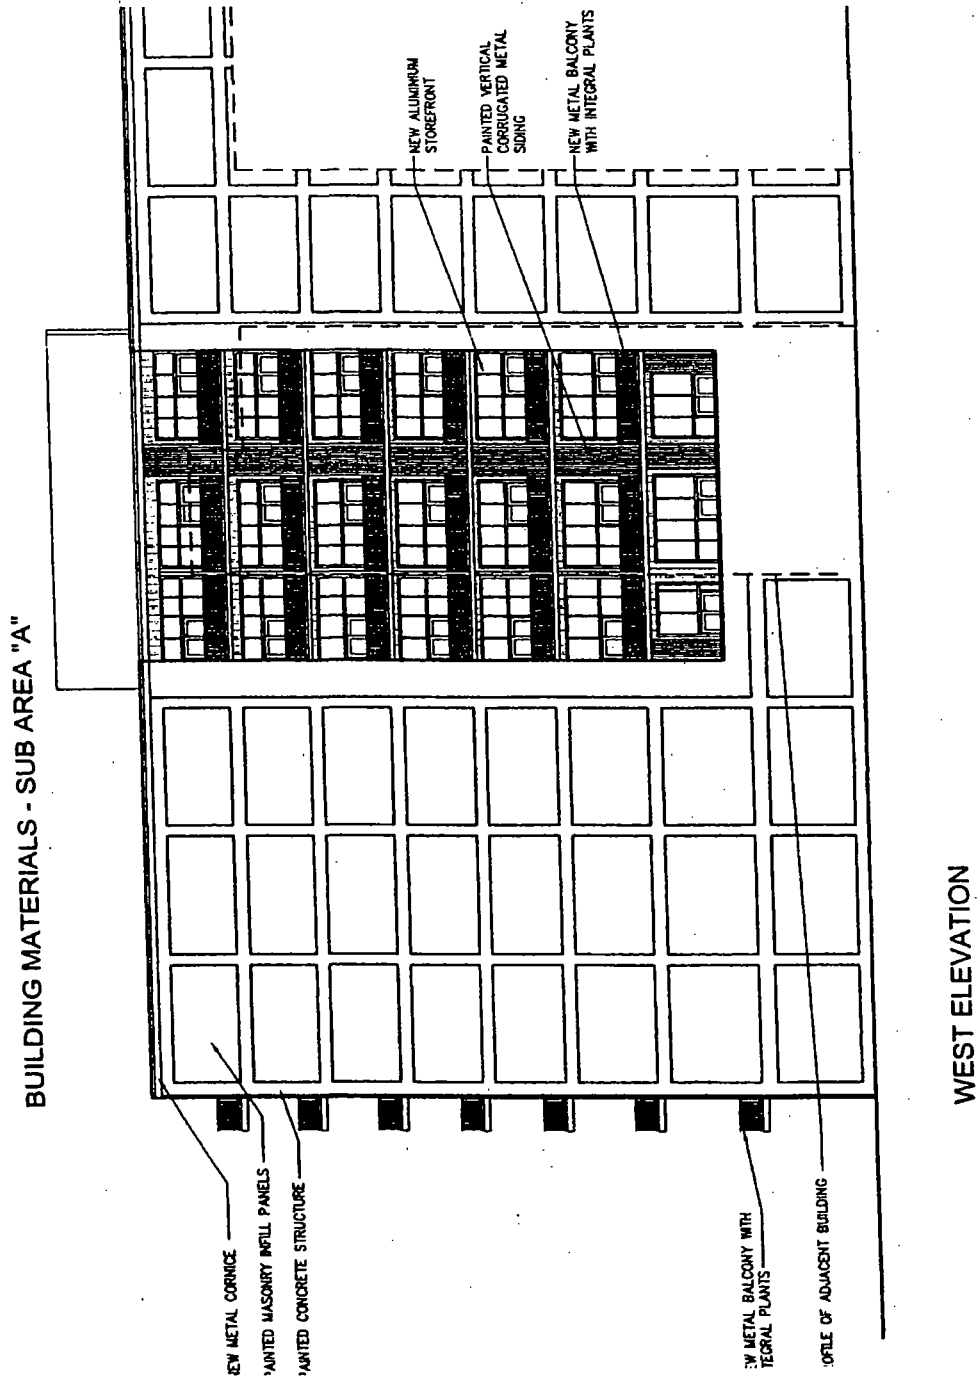 BUILDING MATERIALS - SUB AREA "A"
EW METAL CORNICE
AINTED MASONRY INFILL PANELS
AINTED CONCRETE STRUCTURE
W METAL BALCONY WITH
TEGRAL PLANTS
OFILE OF ADJACENT BUILDING
NEW ALUMINUM
STOREFRONT
PAINTED VERTICAL
CORRUGATED METAL
SIDING
NEW METAL BALCONY
WITH INTEGRAL PLANTS
WEST ELEVATION